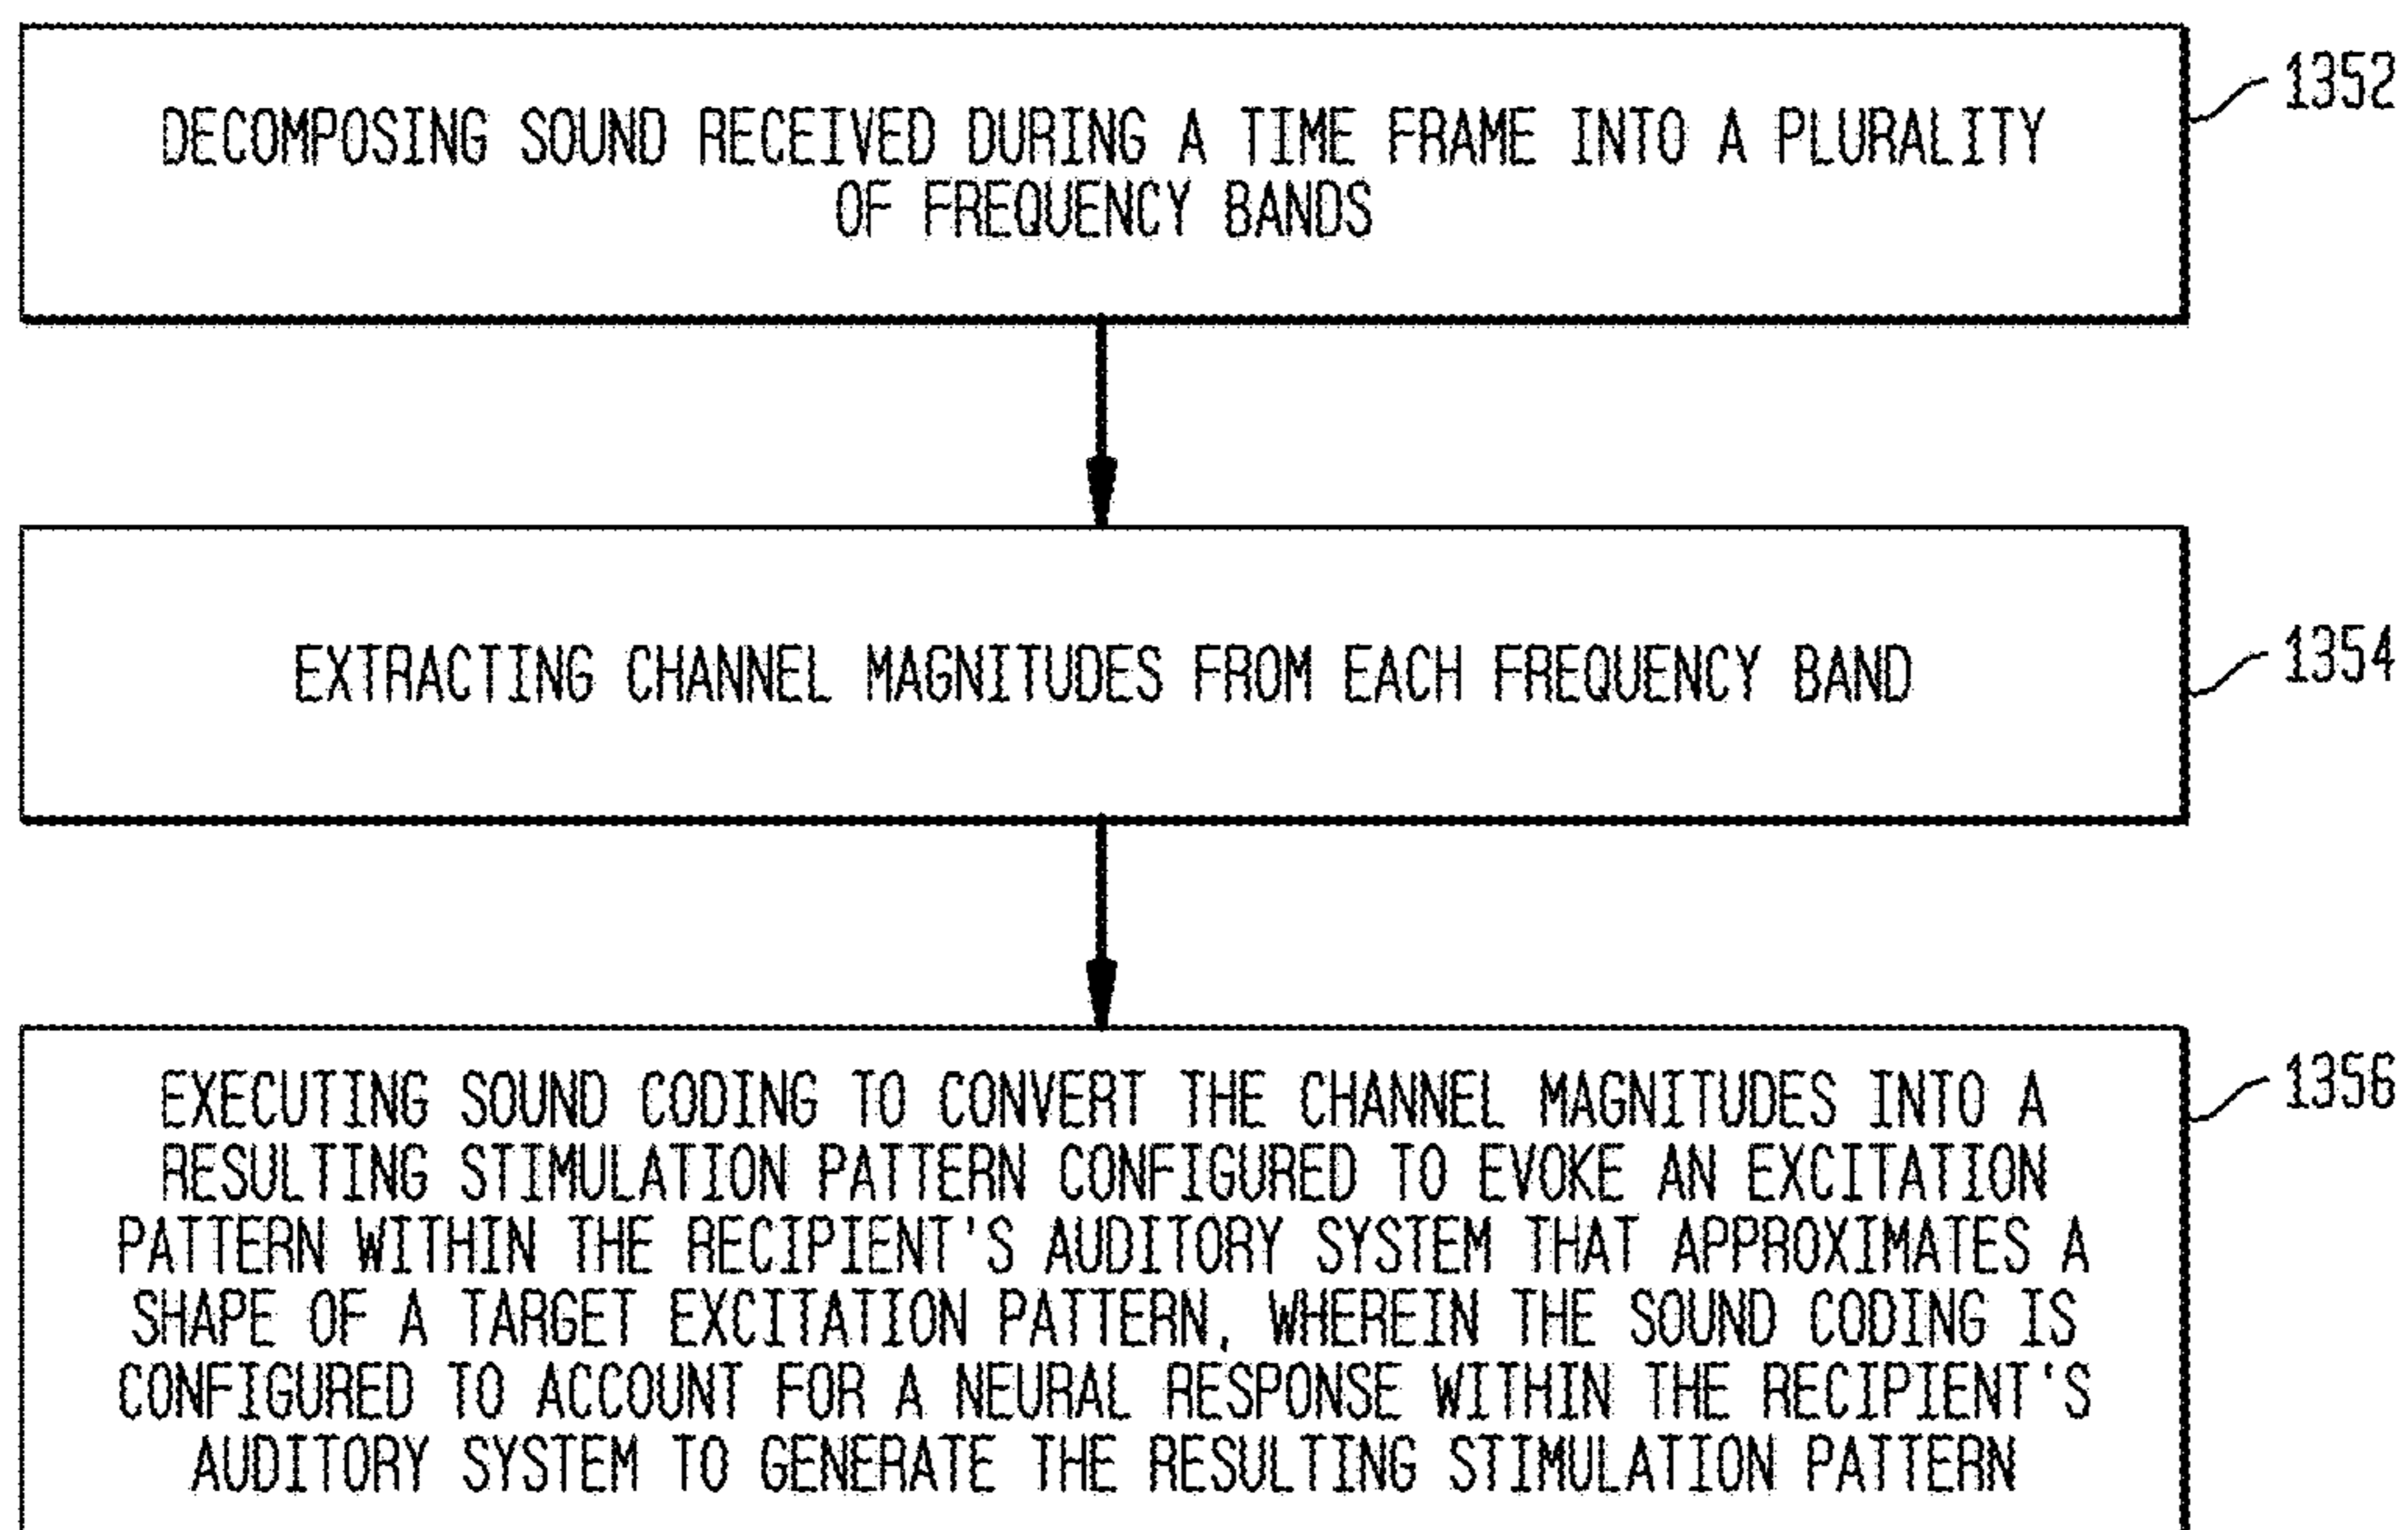 DECOMPOSING SOUND RECEIVED DURING A TIME FRAME INTO A PLURALITY
OF FREQUENCY BANDS
1352
EXTRACTING CHANNEL MAGNITUDES FROM EACH FREQUENCY BAND
1354
EXECUTING SOUND CODING TO CONVERT THE CHANNEL MAGNITUDES INTO A
RESULTING STIMULATION PATTERN CONFIGURED TO EVOKE AN EXCITATION
PATTERN WITHIN THE RECIPIENT'S AUDITORY SYSTEM THAT APPROXIMATES A
SHAPE OF A TARGET EXCITATION PATTERN, WHEREIN THE SOUND CODING IS
CONFIGURED TO ACCOUNT FOR A NEURAL RESPONSE WITHIN THE RECIPIENT'S
AUDITORY SYSTEM TO GENERATE THE RESULTING STIMULATION PATTERN
1356